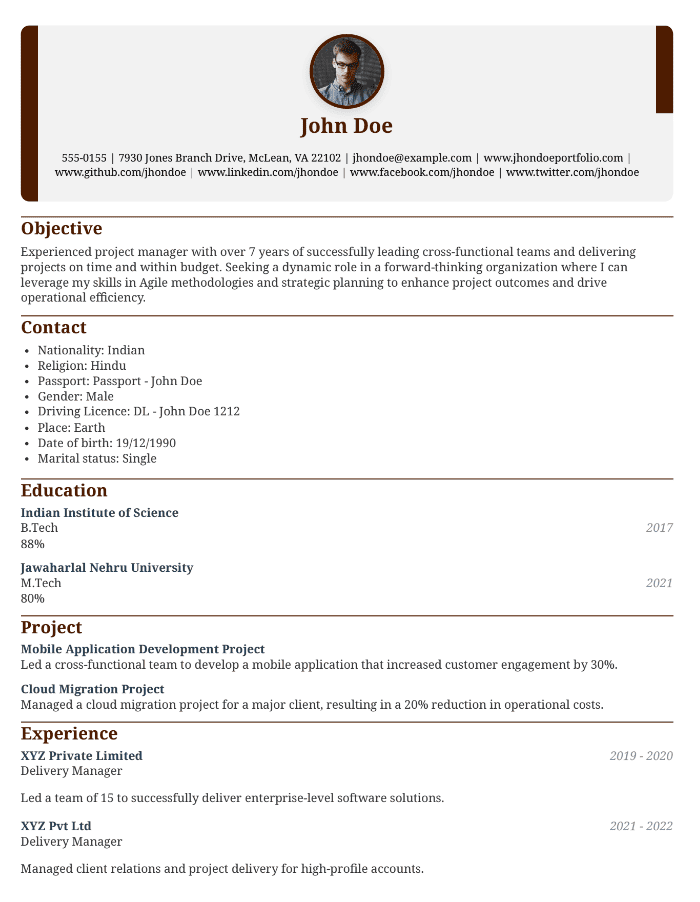 John Doe
555-0155 | 7930 Jones Branch Drive, McLean, VA 22102 | jhondoe@example.com | www.jhondoeportfolio.com |
www.github.com/jhondoe | www.linkedin.com/jhondoe | www.facebook.com/jhondoe | www.twitter.com/jhondoe
Objective
Experienced project manager with over 7 years of successfully leading cross-functional teams and delivering
projects on time and within budget. Seeking a dynamic role in a forward-thinking organization where I can
leverage my skills in Agile methodologies and strategic planning to enhance project outcomes and drive
operational efficiency.
Contact
• Nationality: Indian
• Religion: Hindu
• Passport: Passport - John Doe
• Gender: Male
• Driving Licence: DL - John Doe 1212
• Place: Earth
• Date of birth: 19/12/1990
• Marital status: Single
Education
Indian Institute of Science
B.Tech 2017
88%
Jawaharlal Nehru University
M.Tech 2021
80%
Project
Mobile Application Development Project
Led a cross-functional team to develop a mobile application that increased customer engagement by 30%.
Cloud Migration Project
Managed a cloud migration project for a major client, resulting in a 20% reduction in operational costs.
Experience
XYZ Private Limited 2019 - 2020
Delivery Manager
Led a team of 15 to successfully deliver enterprise-level software solutions.
XYZ Pvt Ltd 2021 - 2022
Delivery Manager
Managed client relations and project delivery for high-profile accounts.